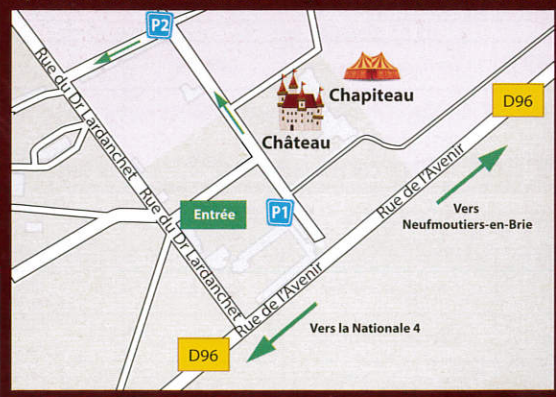 P2
D96
Rue du Dr Lardanchet
Chapiteau
Château
Rue de l'Avenir
Entrée
P1
Vers
Neufmoutiers-en-Brie
Rue du Dr Lardanchet
Rue de l'Avenir
Vers la Nationale 4
D96